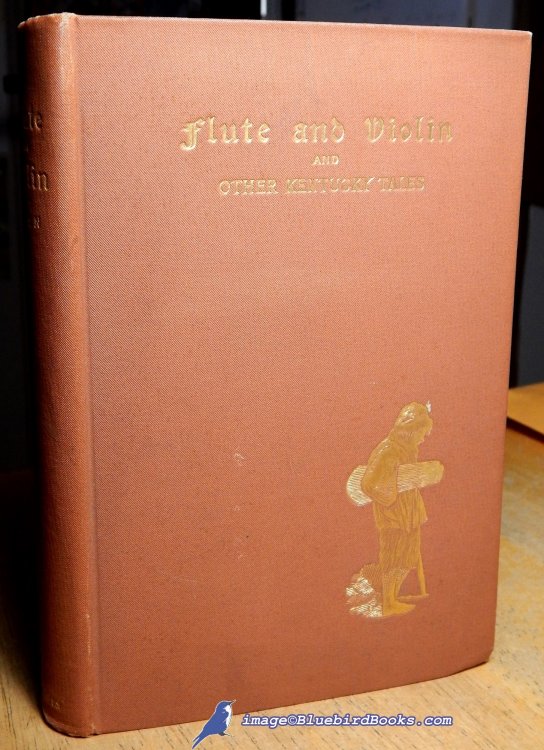 Flute and Violin
AND
OTHER KENTUCKY TALES
image©BluebirdBooks.com